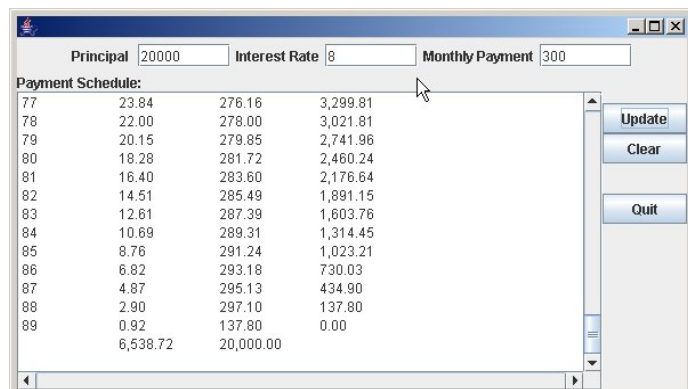 Principal 20000 Interest Rate 8 Monthly Payment 300
Payment Schedule:
77 23.84 276.16 3,299.81
78 22.00 278.00 3,021.81
79 20.15 279.85 2,741.96
80 18.28 281.72 2,460.24
81 16.40 283.60 2,176.64
82 14.51 285.49 1,891.15
83 12.61 287.39 1,603.76
84 10.69 289.31 1,314.45
85 8.76 291.24 1,023.21
86 6.82 293.18 730.03
87 4.87 295.13 434.90
88 2.90 297.10 137.80
89 0.92 137.80 0.00
6,538.72 20,000.00
Update
Clear
Quit